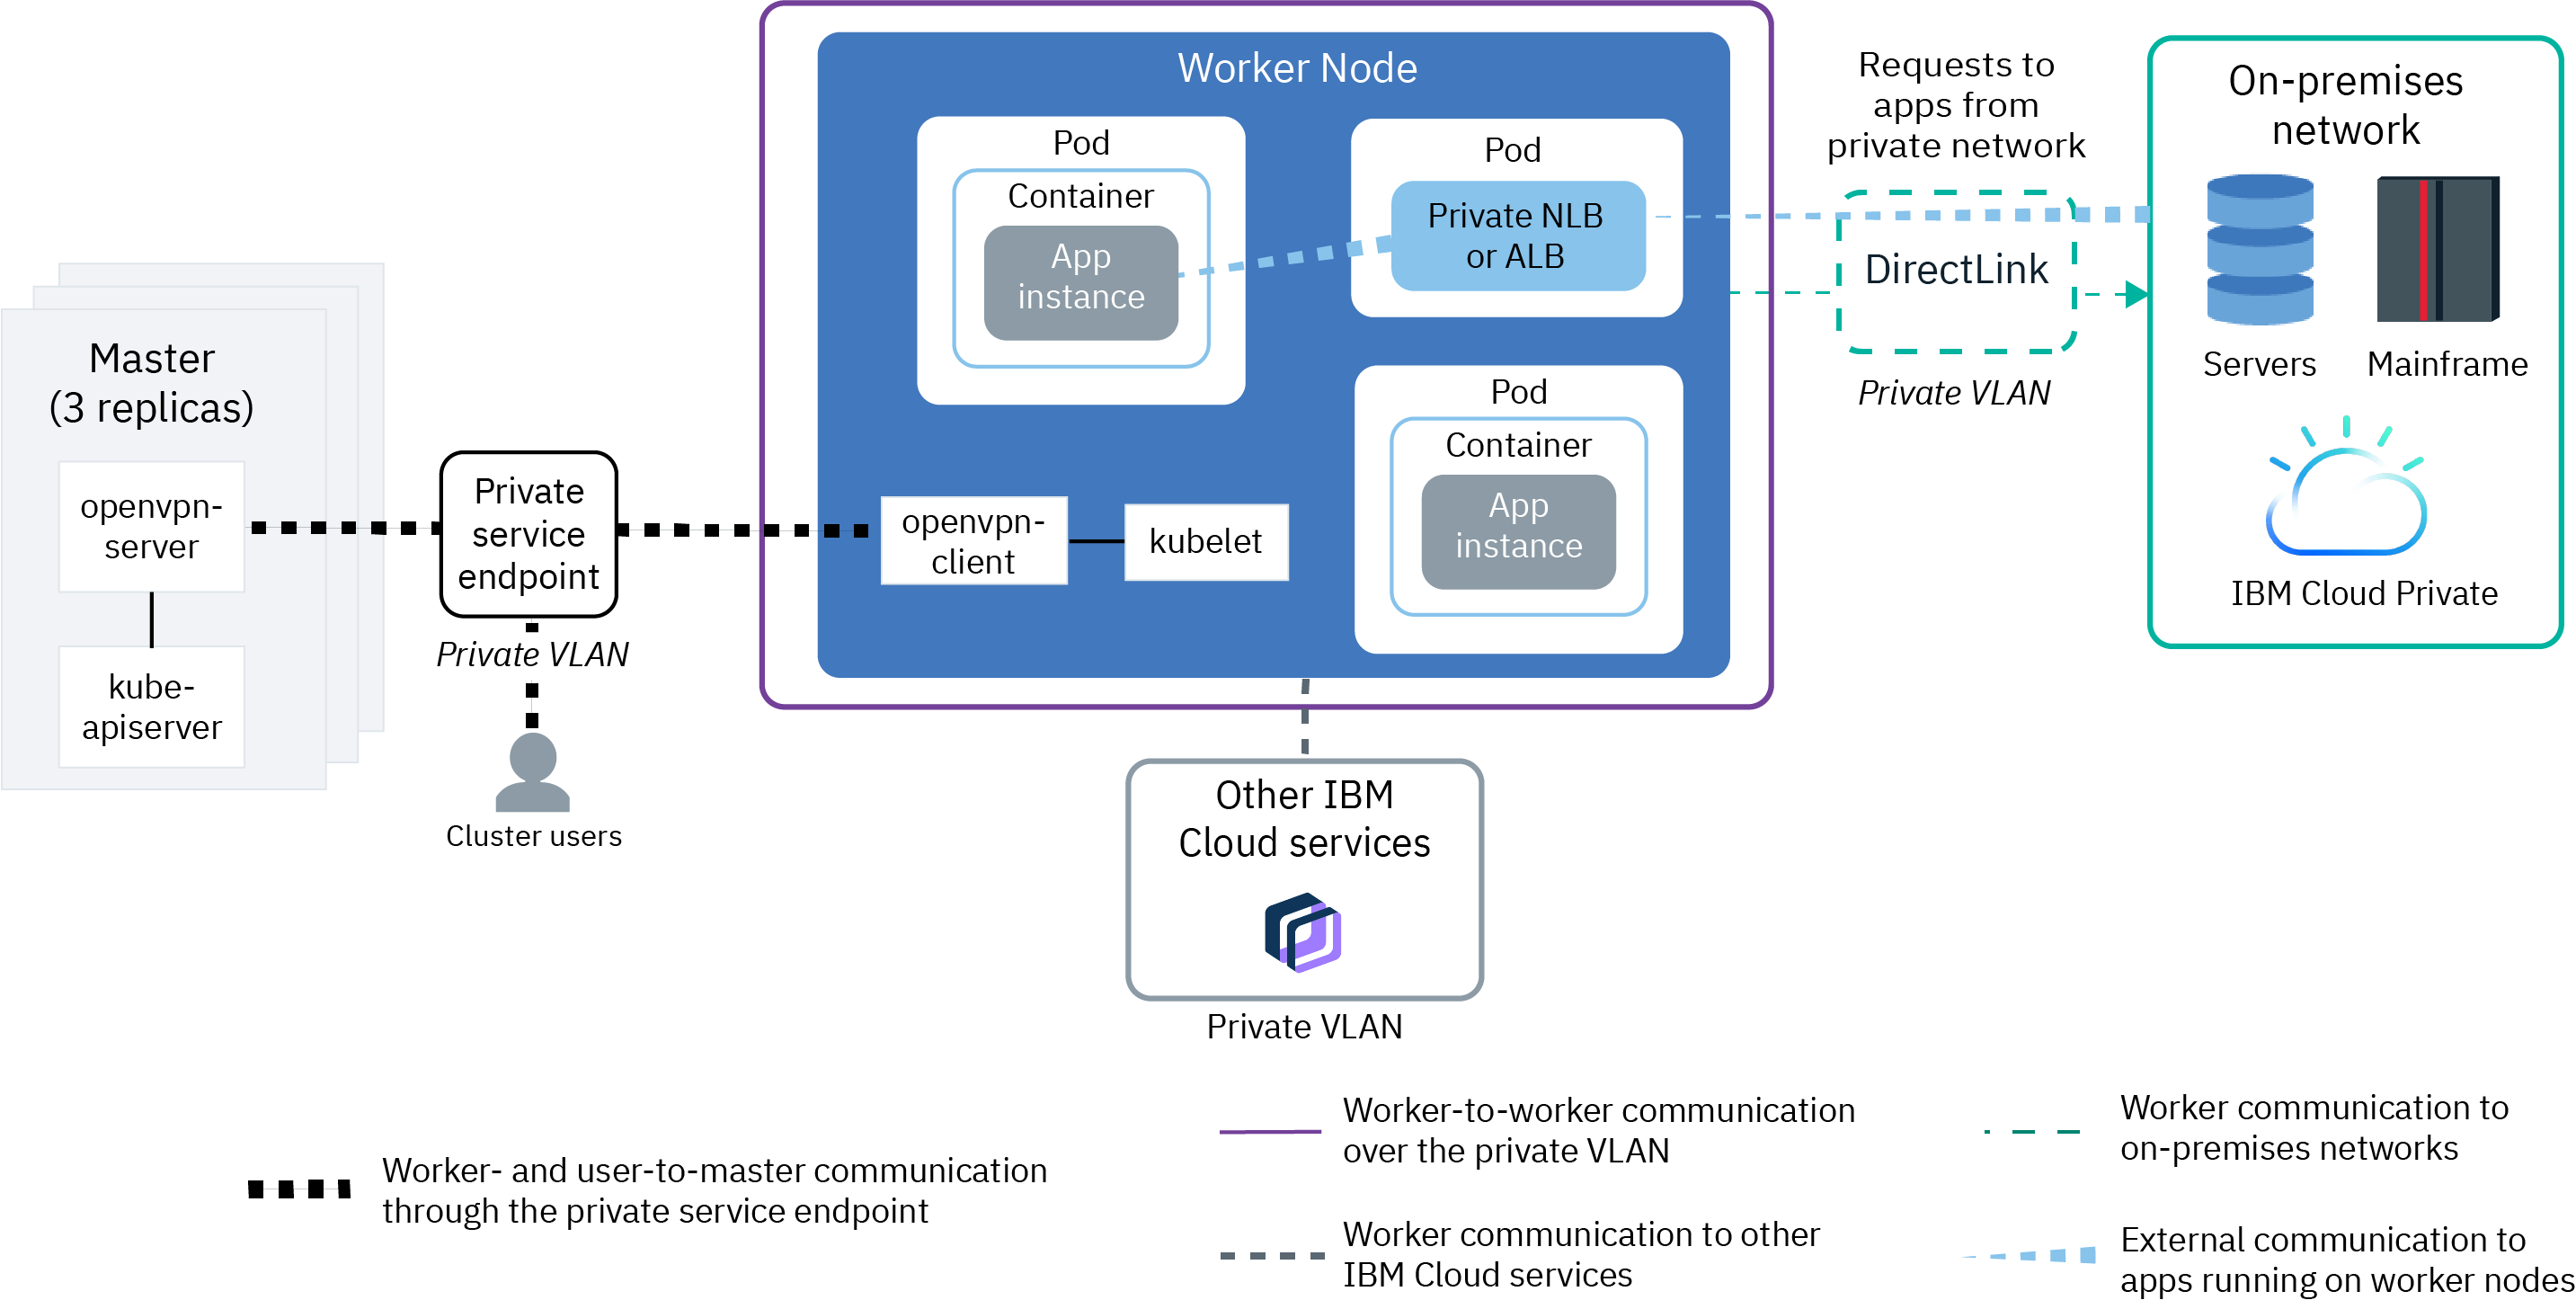 Worker Node
Pod
Container
App
instance
Pod
Private NLB
or ALB
Pod
Container
App
instance
openvpn-
client
kubelet
Requests to
apps from
private network
DirectLink
Private VLAN
On-premises
network
Servers
Mainframe
IBM Cloud Private
Master
(3 replicas)
openvpn-
server
kube-
apiserver
Private
service
endpoint
Private VLAN
Cluster users
Other IBM
Cloud services
Private VLAN
Worker- and user-to-master communication
through the private service endpoint
Worker-to-worker communication
over the private VLAN
Worker communication to other
IBM Cloud services
Worker communication to
on-premises networks
External communication to
apps running on worker nodes